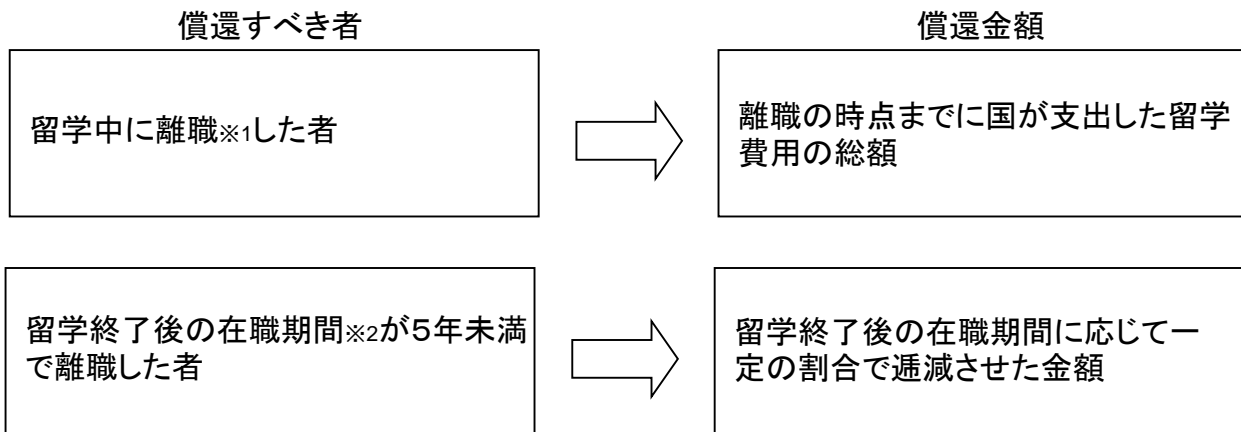 償還すべき者
償還金額
留学中に離職※1した者
離職の時点までに国が支出した留学
費用の総額
留学終了後の在職期間※2が５年未満
で離職した者
留学終了後の在職期間に応じて一
定の割合で逓減させた金額